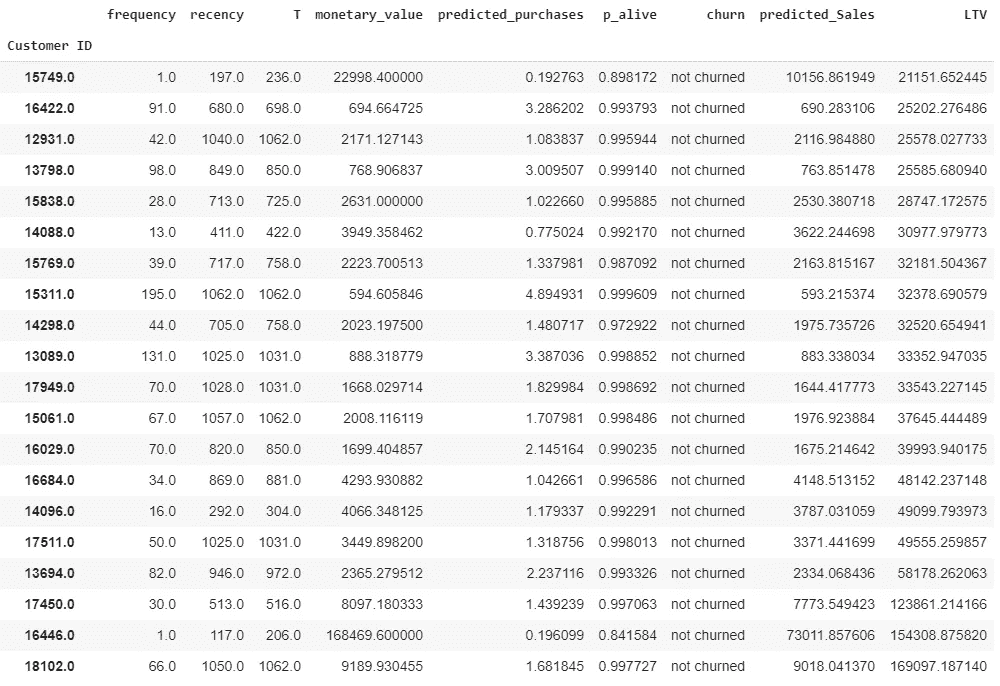 frequency recency T monetary_value predicted_purchases p_alive churn predicted_Sales LTV
Customer ID
15749.0 1.0 197.0 236.0 22998.400000 0.192763 0.898172 not churned 10156.861949 21151.652445
16422.0 91.0 680.0 698.0 694.664725 3.286202 0.993793 not churned 690.283106 25202.276486
12931.0 42.0 1040.0 1062.0 2171.127143 1.083837 0.995944 not churned 2116.984880 25578.027733
13798.0 98.0 849.0 850.0 768.906837 3.009507 0.999140 not churned 763.851478 25585.680940
15838.0 28.0 713.0 725.0 2631.000000 1.022660 0.995885 not churned 2530.380718 28747.172575
14088.0 13.0 411.0 422.0 3949.358462 0.775024 0.992170 not churned 3622.244698 30977.979773
15769.0 39.0 717.0 758.0 2223.700513 1.337981 0.987092 not churned 2163.815167 32181.504367
15311.0 195.0 1062.0 1062.0 594.605846 4.894931 0.999609 not churned 593.215374 32378.690579
14298.0 44.0 705.0 758.0 2023.197500 1.480717 0.972922 not churned 1975.735726 32520.654941
13089.0 131.0 1025.0 1031.0 888.318779 3.387036 0.998852 not churned 883.338034 33352.947035
17949.0 70.0 1028.0 1031.0 1668.029714 1.829984 0.998692 not churned 1644.417773 33543.227145
15061.0 67.0 1057.0 1062.0 2008.116119 1.707981 0.998486 not churned 1976.923884 37645.444489
16029.0 70.0 820.0 850.0 1699.404857 2.145164 0.990235 not churned 1675.214642 39993.940175
16684.0 34.0 869.0 881.0 4293.930882 1.042661 0.996586 not churned 4148.513152 48142.237148
14096.0 16.0 292.0 304.0 4066.348125 1.179337 0.992291 not churned 3787.031059 49099.793973
17511.0 50.0 1025.0 1031.0 3449.898200 1.318756 0.998013 not churned 3371.441699 49555.259857
13694.0 82.0 946.0 972.0 2365.279512 2.237116 0.993326 not churned 2334.068436 58178.262063
17450.0 30.0 513.0 516.0 8097.180333 1.439239 0.997063 not churned 7773.549423 123861.214166
16446.0 1.0 117.0 206.0 168469.600000 0.196099 0.841584 not churned 73011.857606 154308.875820
18102.0 66.0 1050.0 1062.0 9189.930455 1.681845 0.997727 not churned 9018.041370 169097.187140